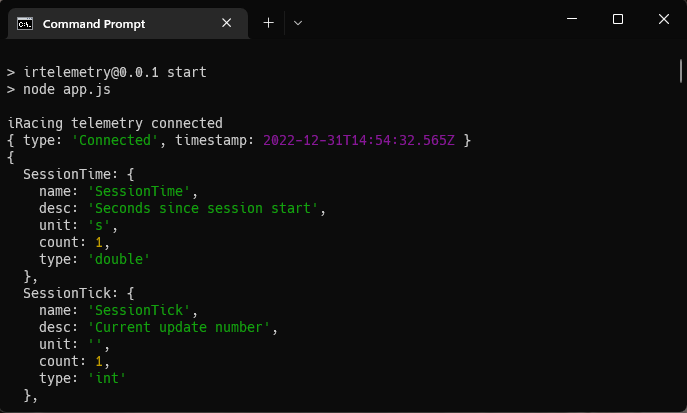 Command Prompt
> irtelemetry@0.0.1 start
> node app.js
iRacing telemetry connected
{ type: 'Connected', timestamp: 2022-12-31T14:54:32.565Z }
{
  SessionTime: {
    name: 'SessionTime',
    desc: 'Seconds since session start',
    unit: 's',
    count: 1,
    type: 'double'
  },
  SessionTick: {
    name: 'SessionTick',
    desc: 'Current update number',
    unit: '',
    count: 1,
    type: 'int'
  },